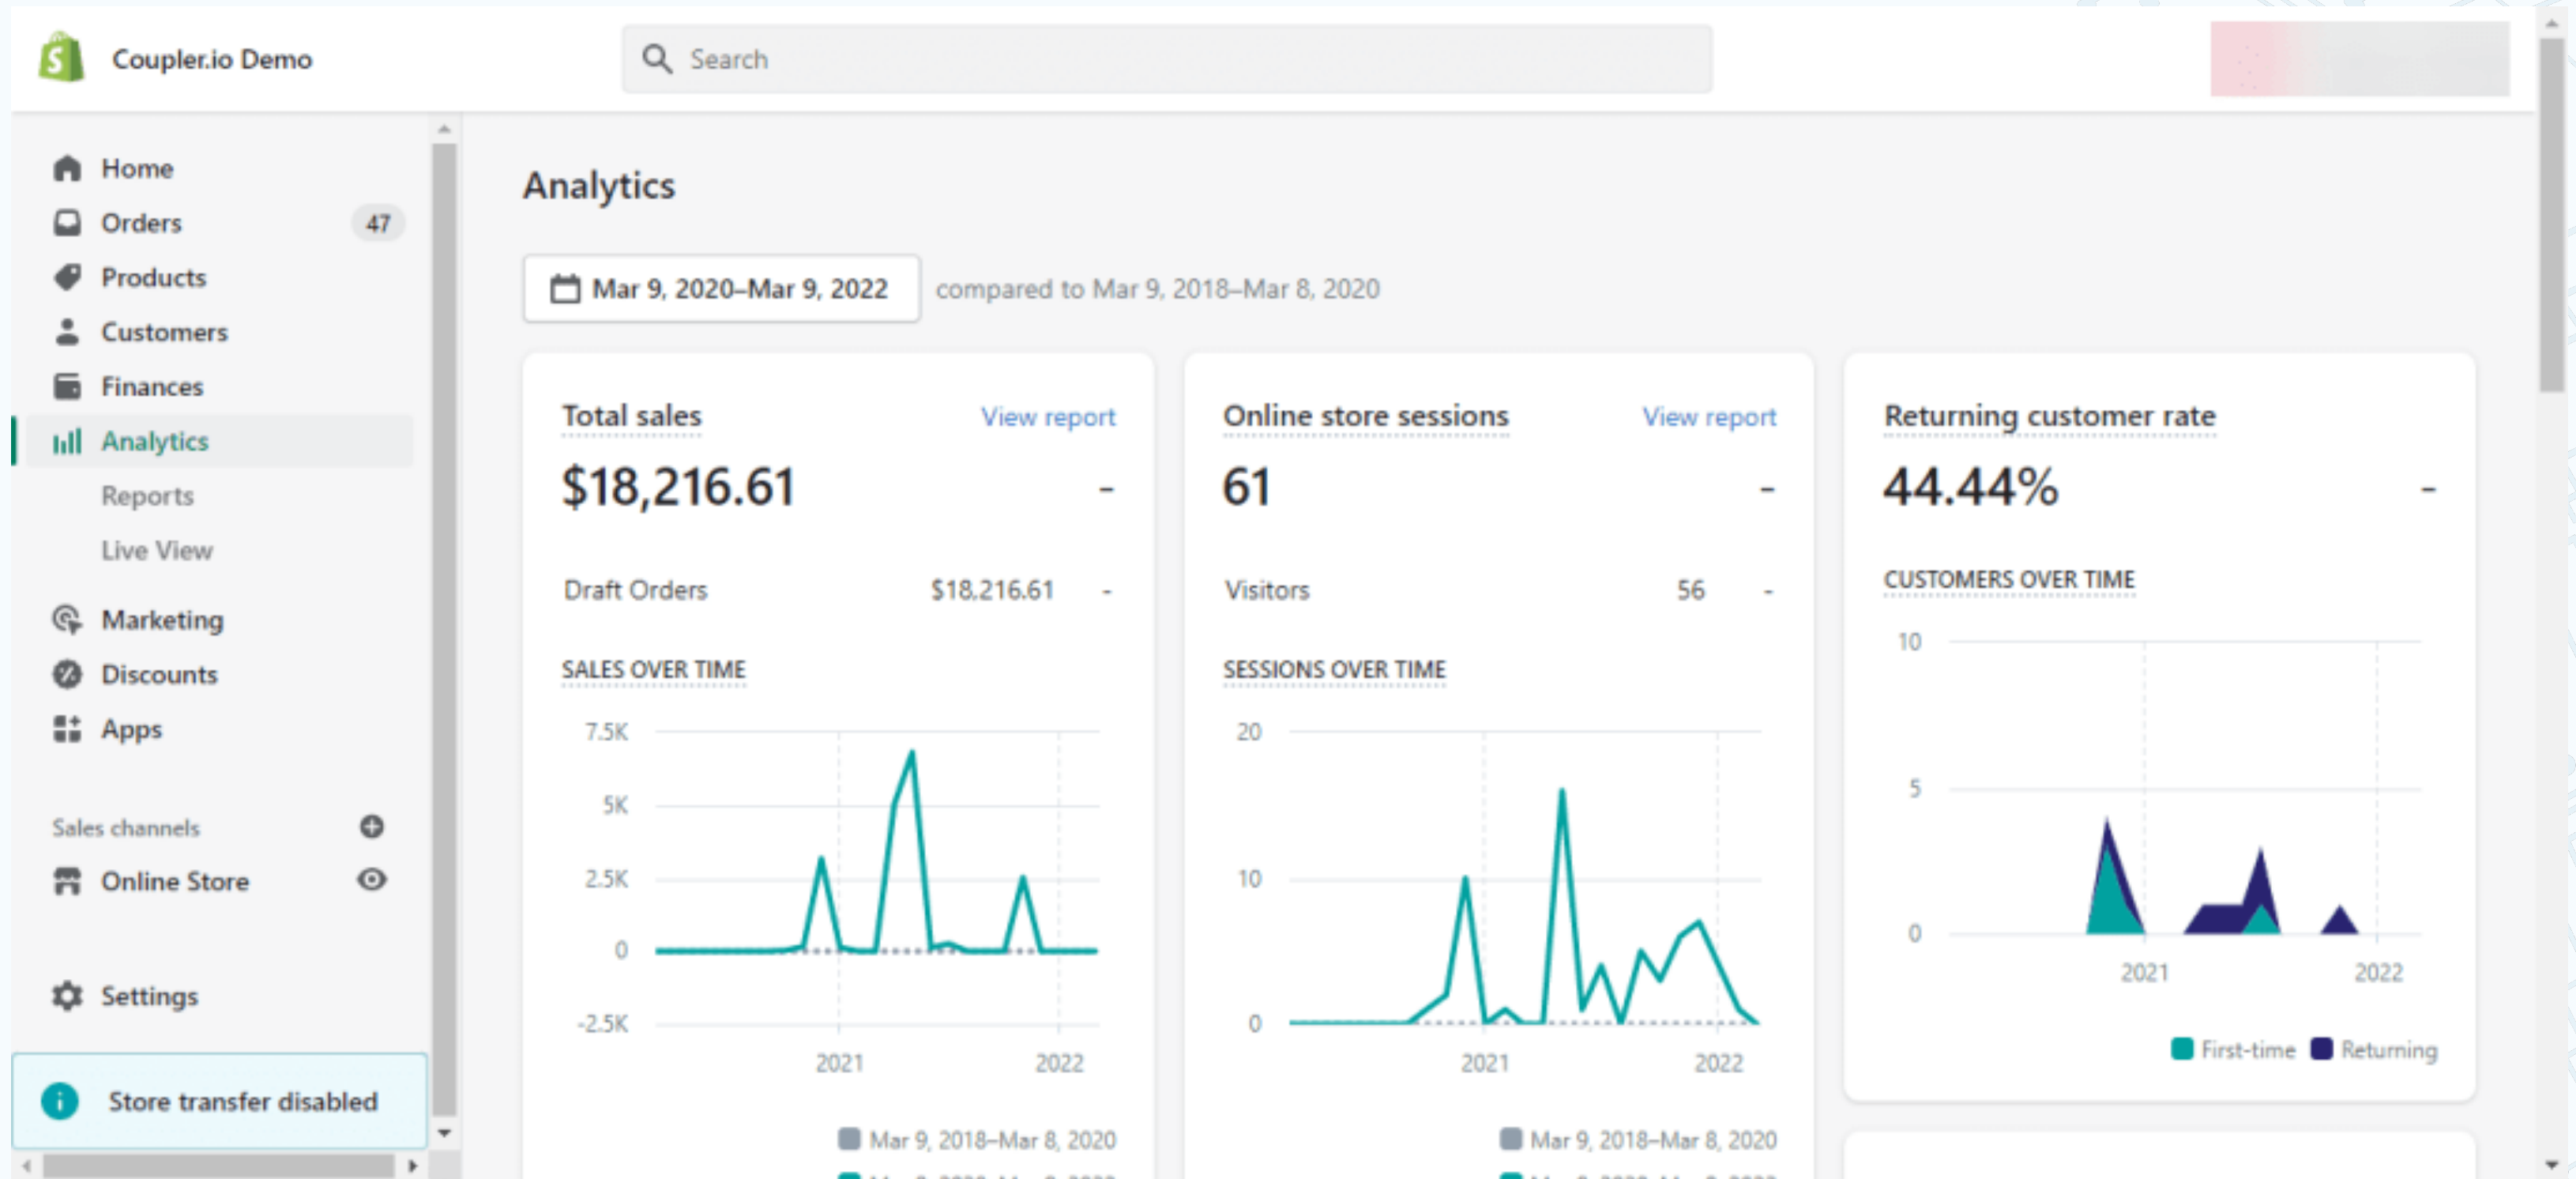 Coupler.io Demo
Search
Home
Orders 47
Products
Customers
Finances
Analytics
Reports
Live View
Marketing
Discounts
Apps
Sales channels
Online Store
Settings
Store transfer disabled
Analytics
Mar 9, 2020–Mar 9, 2022 compared to Mar 9, 2018–Mar 8, 2020
Total sales View report
$18,216.61 -
Draft Orders $18,216.61 -
SALES OVER TIME
7.5K
5K
2.5K
0
-2.5K
2021 2022
Mar 9, 2018–Mar 8, 2020
Online store sessions View report
61 -
Visitors 56 -
SESSIONS OVER TIME
20
10
0
2021 2022
Mar 9, 2018–Mar 8, 2020
Returning customer rate
44.44% -
CUSTOMERS OVER TIME
10
5
0
2021 2022
First-time Returning